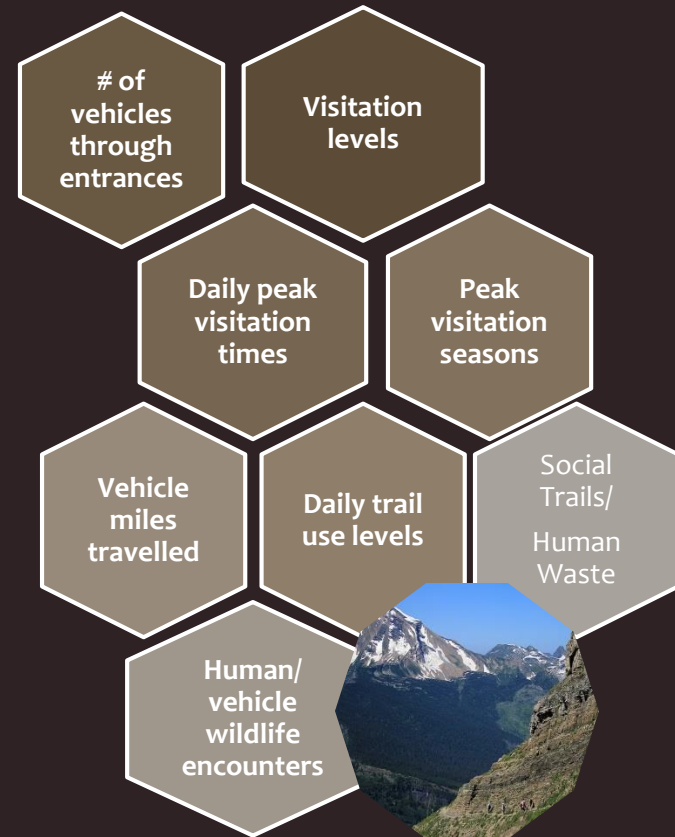 # of
vehicles
through
entrances
Visitation
levels
Daily peak
visitation
times
Peak
visitation
seasons
Vehicle
miles
travelled
Daily trail
use levels
Social
Trails/
Human
Waste
Human/
vehicle
wildlife
encounters